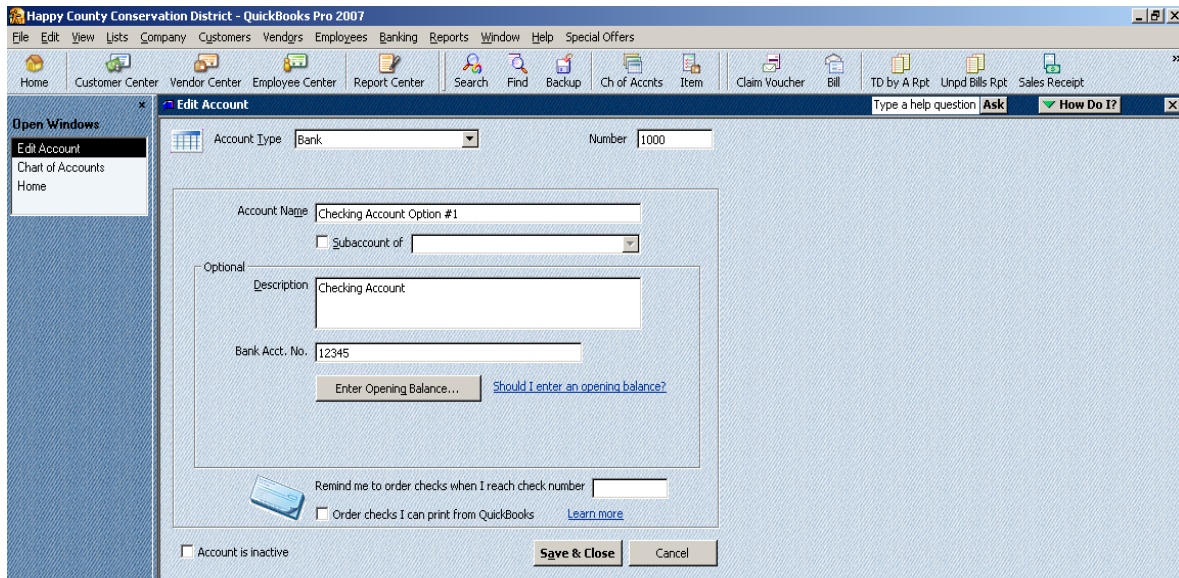 Happy County Conservation District - QuickBooks Pro 2007
File Edit View Lists Company Customers Vendors Employees Banking Reports Window Help Special Offers
Home Customer Center Vendor Center Employee Center Report Center Search Find Backup Ch of Accnts Item Claim Voucher Bill TD by A Rpt Unpd Bills Rpt Sales Receipt »
Open Windows
Edit Account
Chart of Accounts
Home
Edit Account Type a help question Ask How Do I?
Account Type Bank Number 1000
Account Name Checking Account Option #1
Subaccount of
Optional
Description Checking Account
Bank Acct. No. 12345
Enter Opening Balance... Should I enter an opening balance?
Remind me to order checks when I reach check number
Order checks I can print from QuickBooks Learn more
Account is inactive Save & Close Cancel